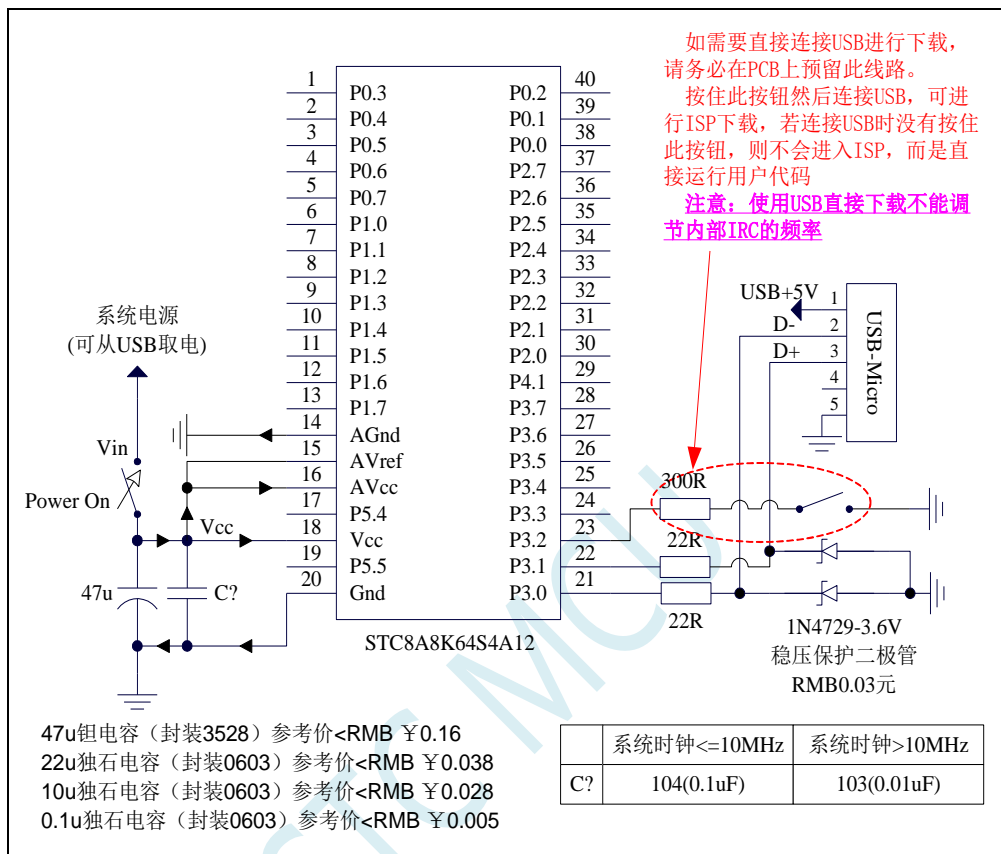 如需要直接连接USB进行下载，
请务必在PCB上预留此线路。
按住此按钮然后连接USB，可进
行ISP下载，若连接USB时没有按住
此按钮，则不会进入ISP，而是直
接运行用户代码
注意：使用USB直接下载不能调
节内部IRC的频率
1 P0.3 P0.2 40
2 P0.4 P0.1 39
3 P0.5 P0.0 38
4 P0.6 P2.7 37
5 P0.7 P2.6 36
6 P1.0 P2.5 35
7 P1.1 P2.4 34
8 P1.2 P2.3 33
9 P1.3 P2.2 32
10 P1.4 P2.1 31
11 P1.5 P2.0 30
12 P1.6 P4.1 29
13 P1.7 P3.7 28
14 AGnd P3.6 27
15 AVref P3.5 26
16 AVcc P3.4 25
17 P5.4 P3.3 24
18 Vcc P3.2 23
19 P5.5 P3.1 22
20 Gnd P3.0 21
STC8A8K64S4A12
系统电源
(可从USB取电)
Vin
Power On
Vcc
47u
C?
USB+5V 1
D- 2
D+ 3
4
5
USB-Micro
300R
22R
22R
1N4729-3.6V
稳压保护二极管
RMB0.03元
47u钽电容（封装3528）参考价<RMB ￥0.16
22u独石电容（封装0603）参考价<RMB ￥0.038
10u独石电容（封装0603）参考价<RMB ￥0.028
0.1u独石电容（封装0603）参考价<RMB ￥0.005
系统时钟<=10MHz 系统时钟>10MHz
C? 104(0.1uF) 103(0.01uF)
STC MCU